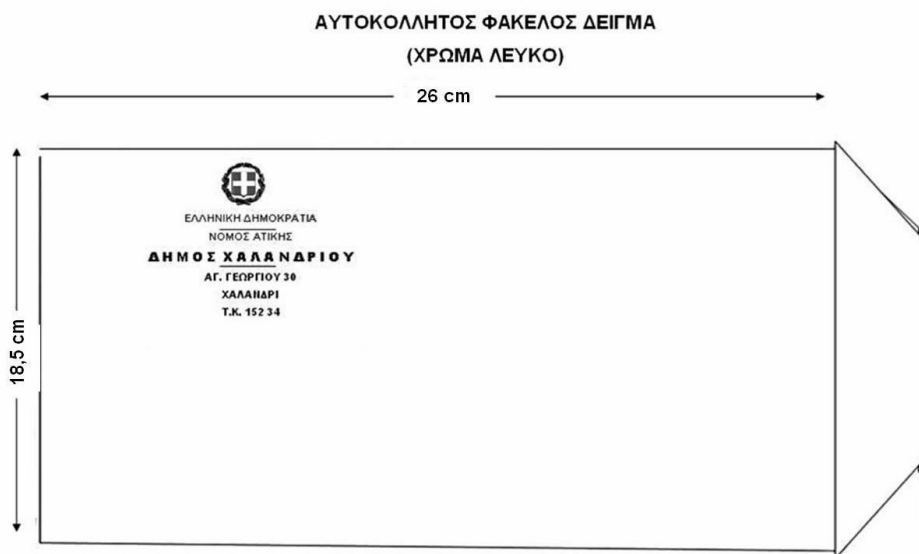 ΑΥΤΟΚΟΛΛΗΤΟΣ ΦΑΚΕΛΟΣ ΔΕΙΓΜΑ
(ΧΡΩΜΑ ΛΕΥΚΟ)
26 cm
18,5 cm
ΕΛΛΗΝΙΚΗ ΔΗΜΟΚΡΑΤΙΑ
ΝΟΜΟΣ ΑΤΙΚΗΣ
ΔΗΜΟΣ ΧΑΛΑΝΔΡΙΟΥ
ΑΓ. ΓΕΩΡΓΙΟΥ 30
ΧΑΛΑΝΔΡΙ
Τ.Κ. 152 34